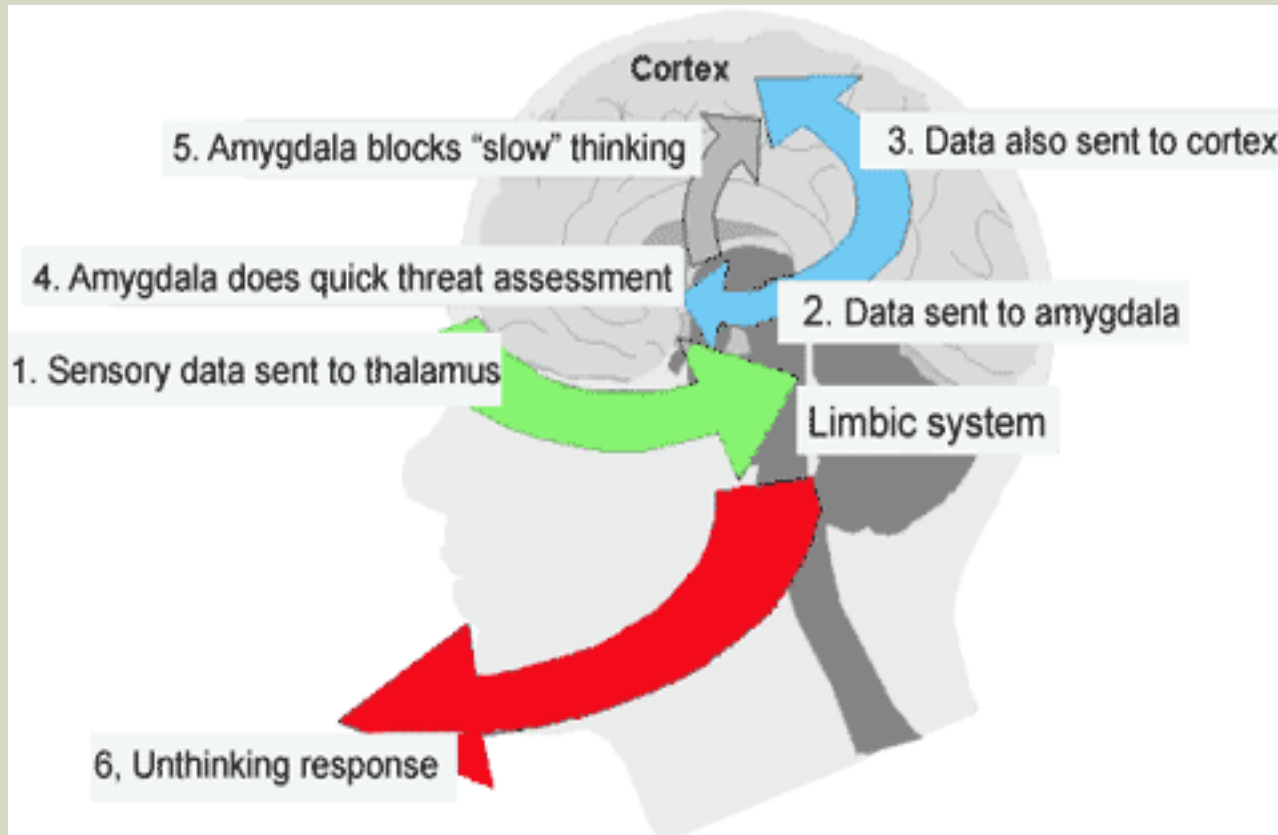 Cortex
5. Amygdala blocks “slow” thinking
3. Data also sent to cortex
4. Amygdala does quick threat assessment
2. Data sent to amygdala
1. Sensory data sent to thalamus
Limbic system
6, Unthinking response